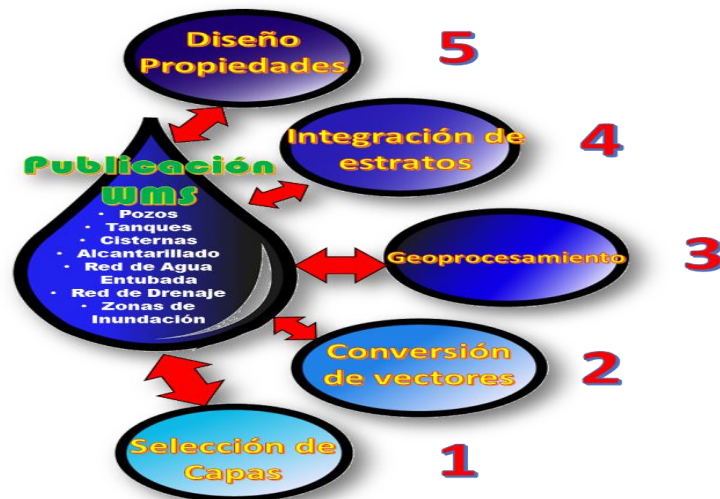 Diseño
Propiedades
5
Integración de
estratos
4
Publicación
WMS
• Pozos
• Tanques
• Cisternas
• Alcantarillado
• Red de Agua
Entubada
• Red de Drenaje
• Zonas de
Inundación
Geoprocesamiento
3
Conversión
de vectores
2
Selección de
Capas
1